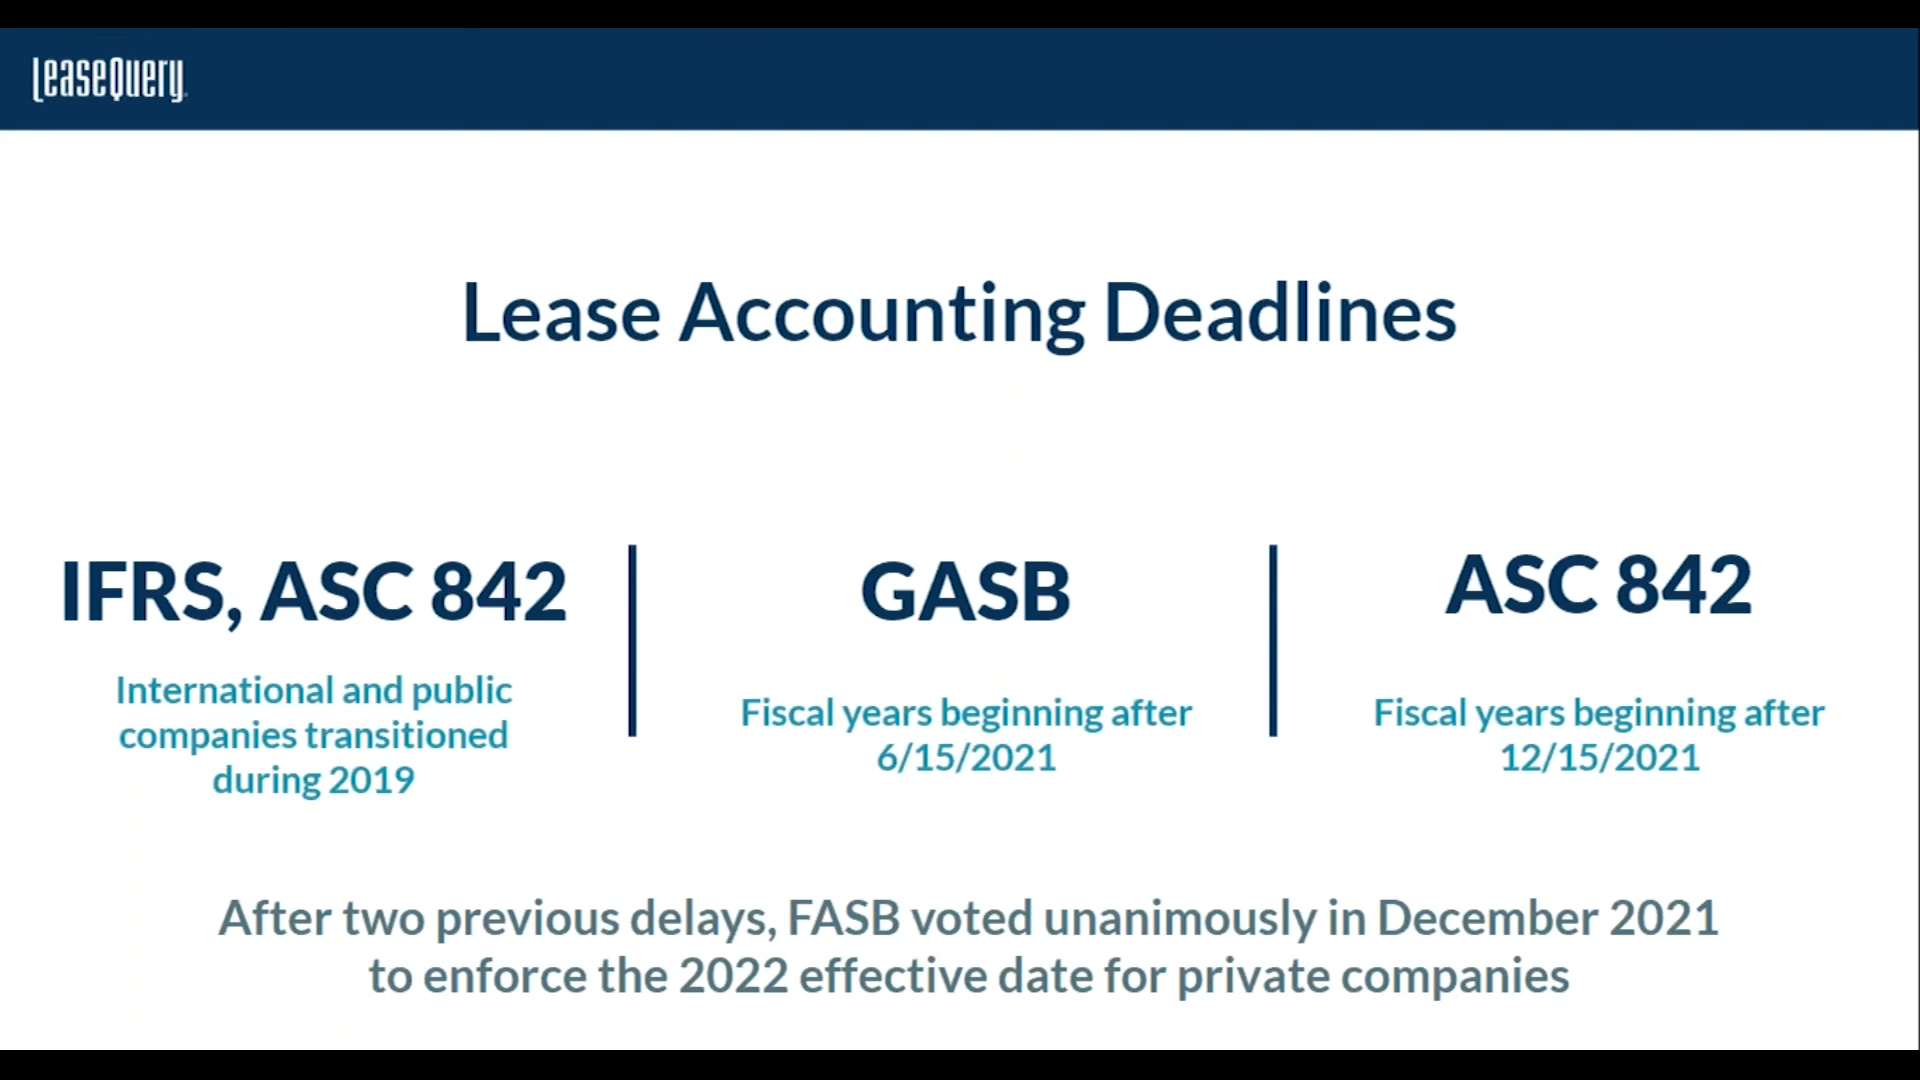 LeaseQuery
Lease Accounting Deadlines
IFRS, ASC 842
International and public
companies transitioned
during 2019
GASB
Fiscal years beginning after
6/15/2021
ASC 842
Fiscal years beginning after
12/15/2021
After two previous delays, FASB voted unanimously in December 2021
to enforce the 2022 effective date for private companies